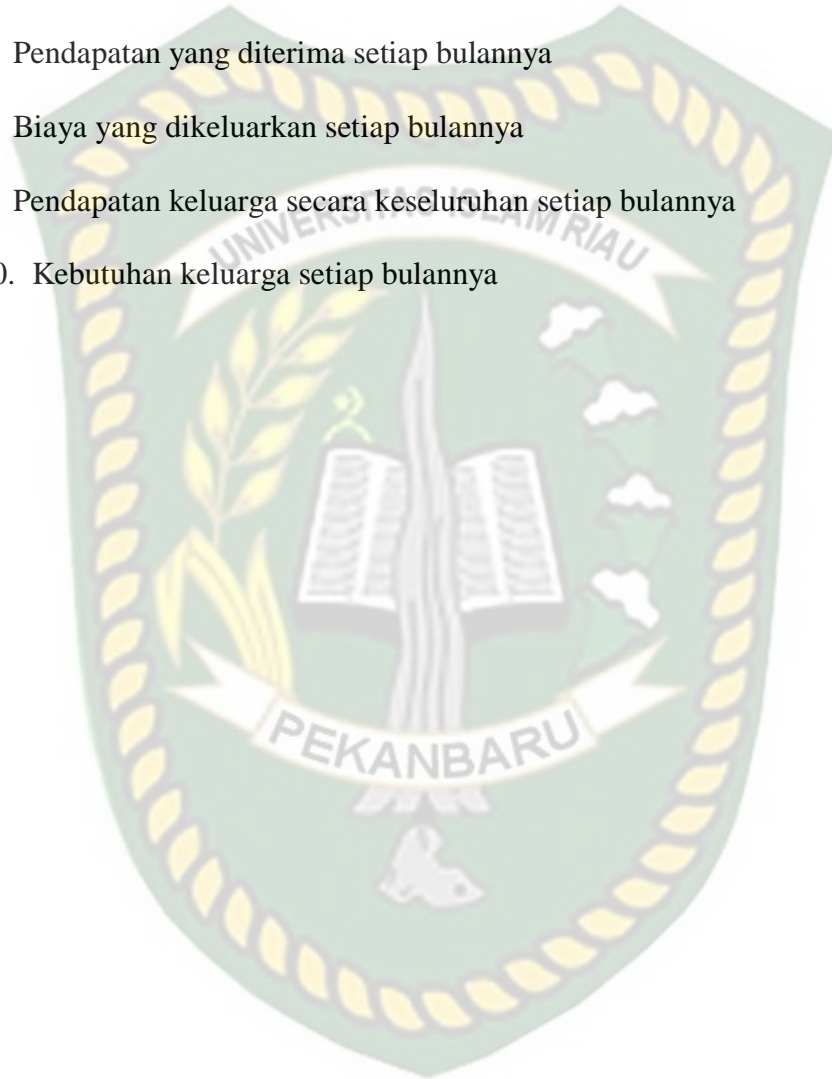 Pendapatan yang diterima setiap bulannya
Biaya yang dikeluarkan setiap bulannya
Pendapatan keluarga secara keseluruhan setiap bulannya
0. Kebutuhan keluarga setiap bulannya
UNIVERSITAS ISLAM RIAU
PEKANBARU